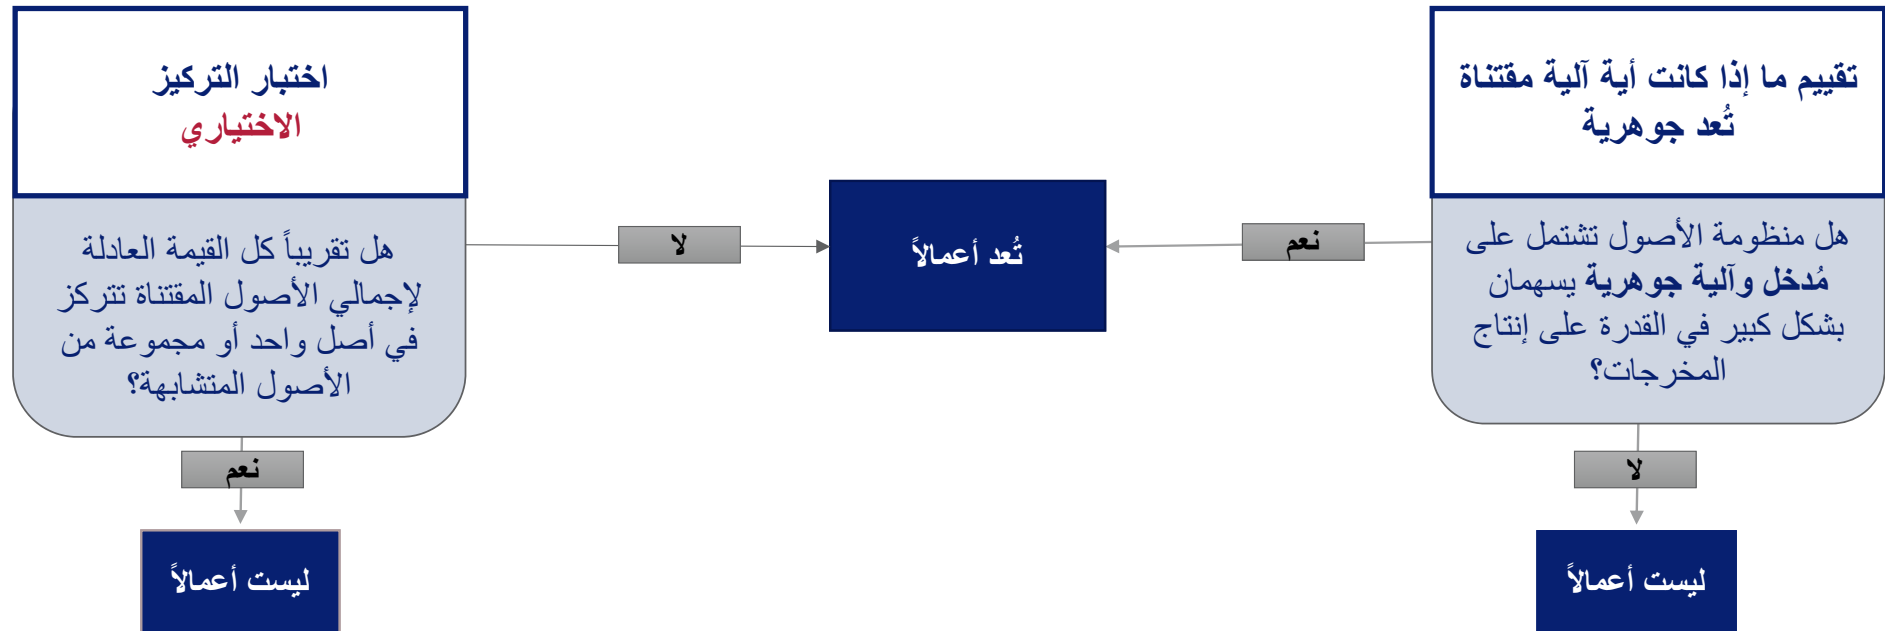 تقييم ما إذا كانت أية آلية مقتناة
تُعد جوهرية
هل منظومة الأصول تشتمل على
مُدخل وآلية جوهرية يسهمان
بشكل كبير في القدرة على إنتاج
المخرجات؟
نعم
لا
ليست أعمالاً
تُعد أعمالاً
اختبار التركيز
الاختياري
هل تقريباً كل القيمة العادلة
لإجمالي الأصول المقتناة تتركز
في أصل واحد أو مجموعة من
الأصول المتشابهة؟
لا
نعم
ليست أعمالاً